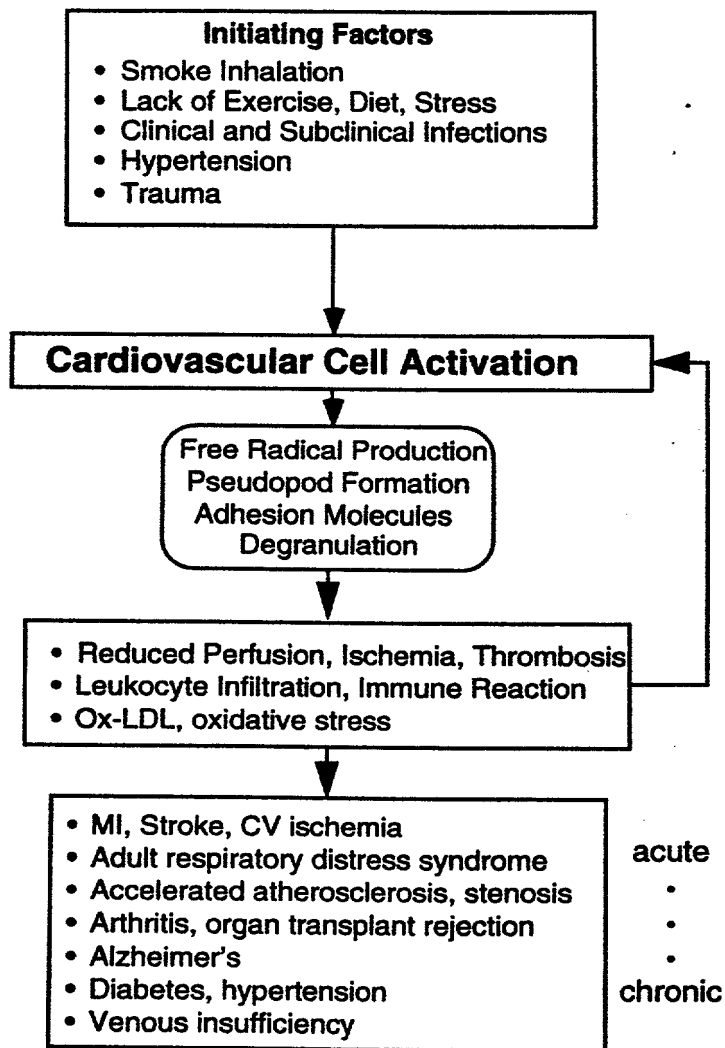 Initiating Factors
• Smoke Inhalation
• Lack of Exercise, Diet, Stress
• Clinical and Subclinical Infections
• Hypertension
• Trauma
Cardiovascular Cell Activation
Free Radical Production
Pseudopod Formation
Adhesion Molecules
Degranulation
• Reduced Perfusion, Ischemia, Thrombosis
• Leukocyte Infiltration, Immune Reaction
• Ox-LDL, oxidative stress
• MI, Stroke, CV ischemia
• Adult respiratory distress syndrome
• Accelerated atherosclerosis, stenosis
• Arthritis, organ transplant rejection
• Alzheimer's
• Diabetes, hypertension
• Venous insufficiency
acute
•
•
•
chronic